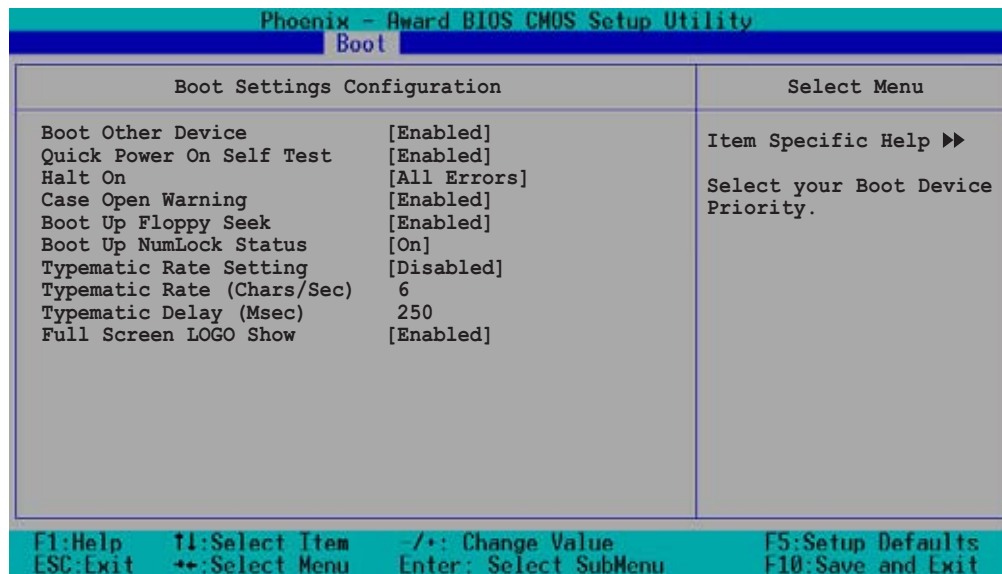 Phoenix - Award BIOS CMOS Setup Utility
Boot
Boot Settings Configuration
Select Menu
Boot Other Device [Enabled]
Quick Power On Self Test [Enabled]
Halt On [All Errors]
Case Open Warning [Enabled]
Boot Up Floppy Seek [Enabled]
Boot Up NumLock Status [On]
Typematic Rate Setting [Disabled]
Typematic Rate (Chars/Sec) 6
Typematic Delay (Msec) 250
Full Screen LOGO Show [Enabled]
Item Specific Help ▶▶
Select your Boot Device
Priority.
F1:Help ↑↓:Select Item -/+: Change Value F5:Setup Defaults
ESC:Exit →←:Select Menu Enter: Select SubMenu F10:Save and Exit